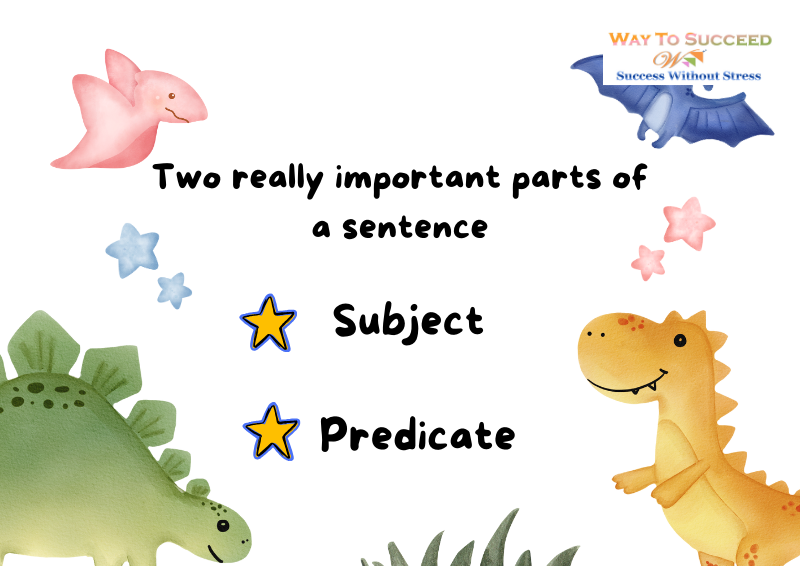 WAY TO SUCCEED
W
Success Without Stress
Two really important parts of
a sentence
Subject
Predicate